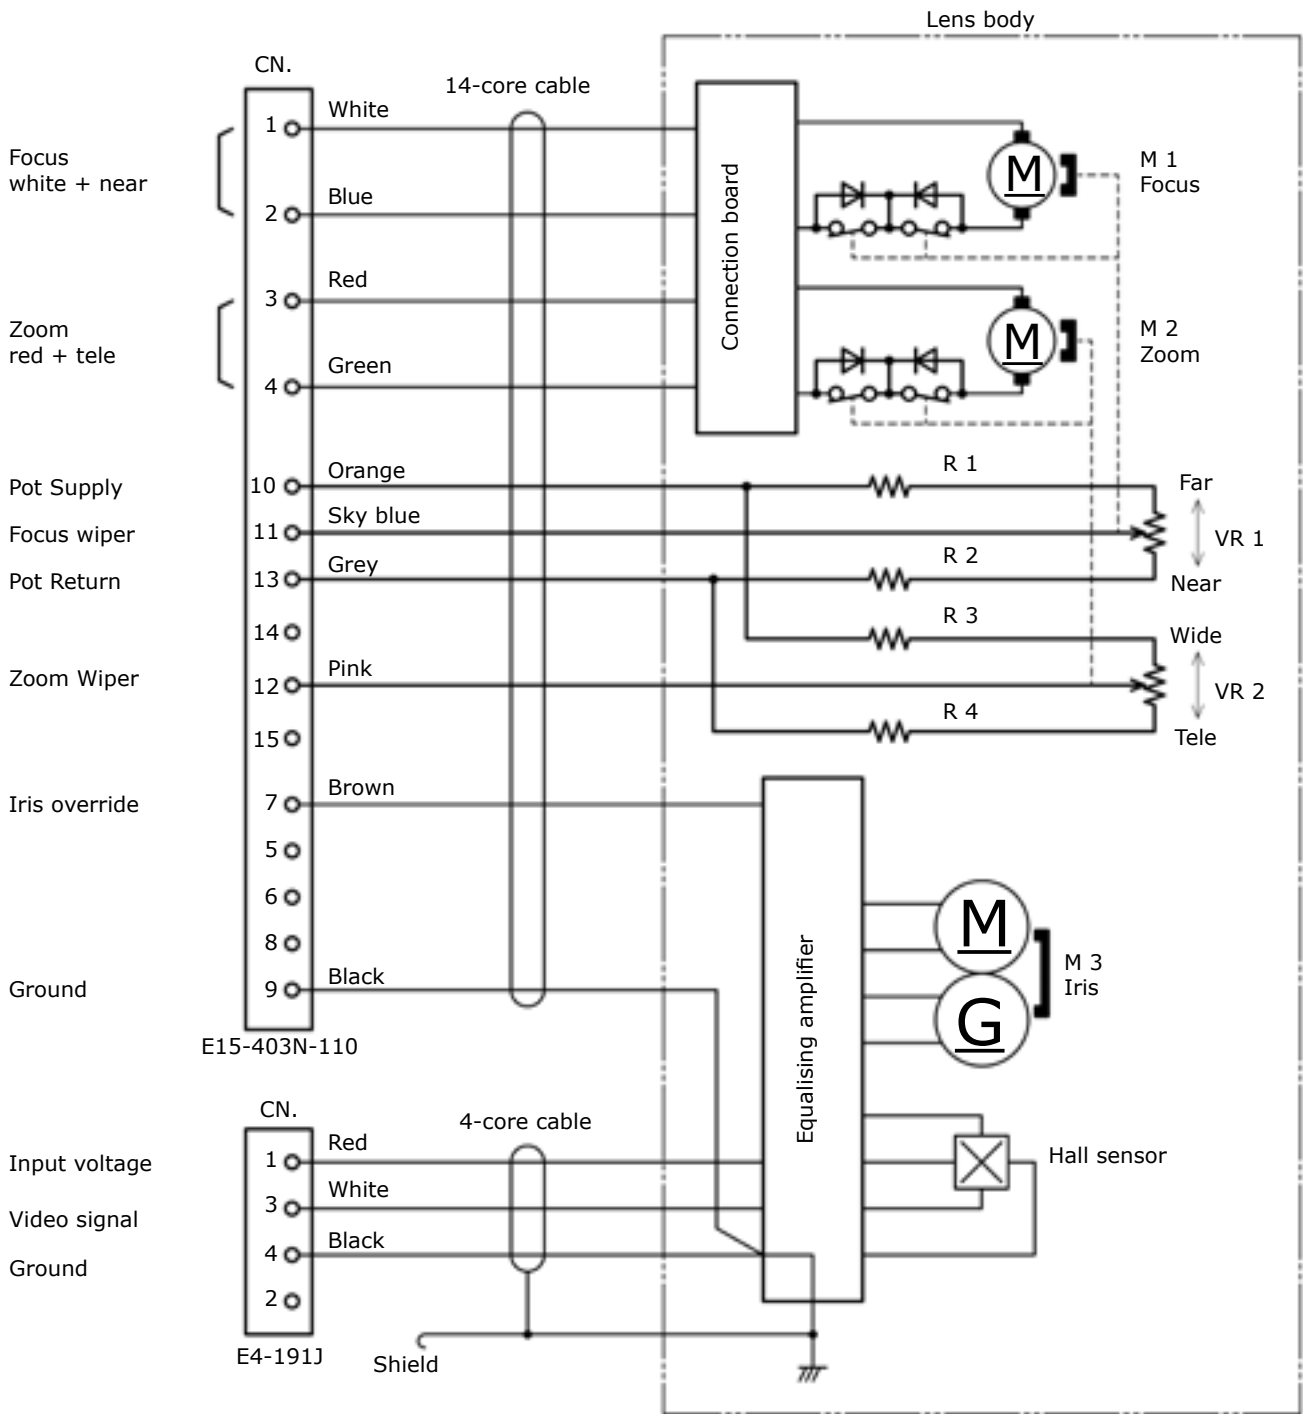 Lens body
CN.
14-core cable
1
White
Focus
white + near
2
Blue
3
Red
Zoom
red + tele
4
Green
Connection board
M
M 1
Focus
M
M 2
Zoom
Pot Supply
10
Orange
R 1
Far
Focus wiper
11
Sky blue
VR 1
Pot Return
13
Grey
R 2
Near
14
R 3
Wide
Zoom Wiper
12
Pink
VR 2
15
R 4
Tele
Iris override
7
Brown
5
6
8
Ground
9
Black
E15-403N-110
Equalising amplifier
M
G
M 3
Iris
CN.
4-core cable
Input voltage
1
Red
Hall sensor
Video signal
3
White
Ground
4
Black
2
E4-191J
Shield